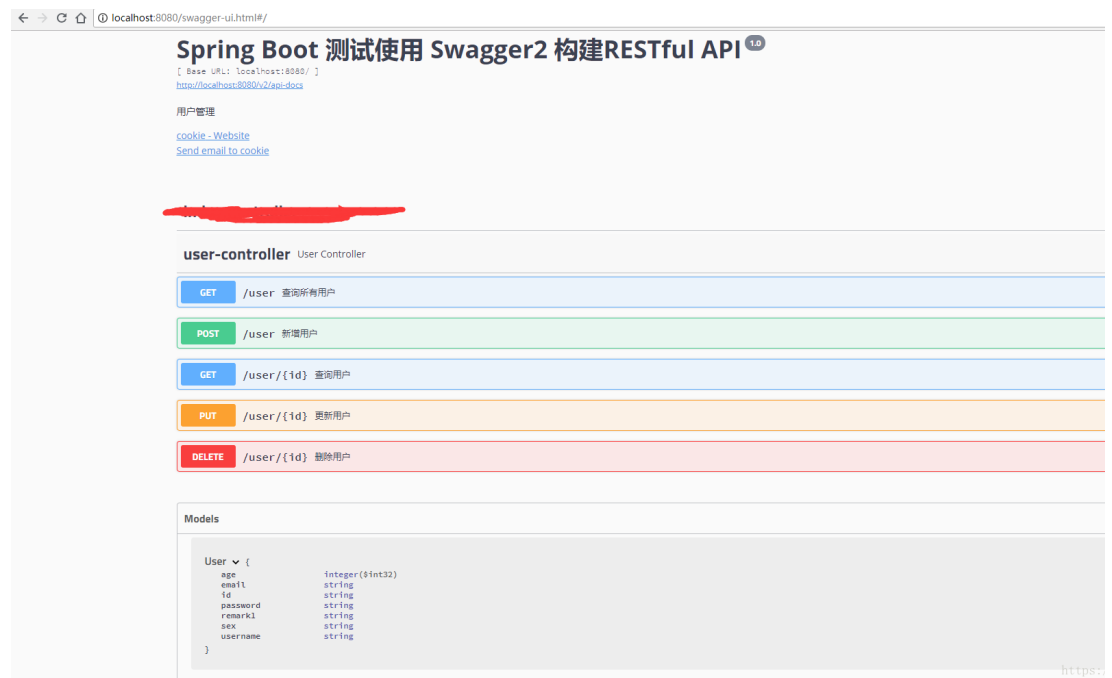 localhost:8080/swagger-ui.html#/
Spring Boot 测试使用 Swagger2 构建RESTful API 1.0
[ Base URL: localhost:8080/ ]
http://localhost:8080/v2/api-docs
用户管理
cookie - Website
Send email to cookie
user-controller User Controller
GET /user 查询所有用户
POST /user 新增用户
GET /user/{id} 查询用户
PUT /user/{id} 更新用户
DELETE /user/{id} 删除用户
Models
User {
age integer($int32)
email string
id string
password string
remark1 string
sex string
username string
}
https:/